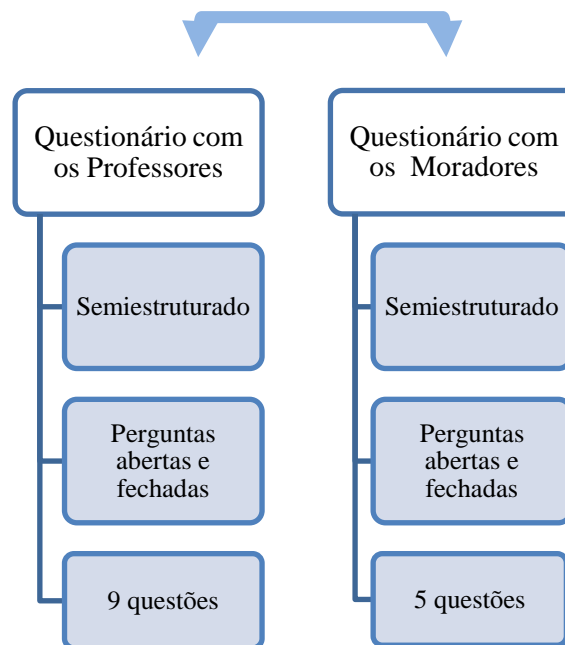 Questionário com
os Professores
Semiestruturado
Perguntas
abertas e
fechadas
9 questões
Questionário com
os Moradores
Semiestruturado
Perguntas
abertas e
fechadas
5 questões